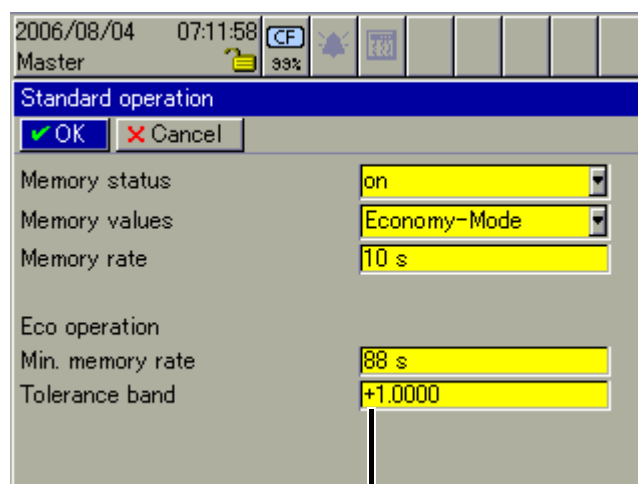 2006/08/04 07:11:58 CF
Master 99%
Standard operation
OK Cancel
Memory status on
Memory values Economy-Mode
Memory rate 10 s
Eco operation
Min. memory rate 88 s
Tolerance band +1.0000